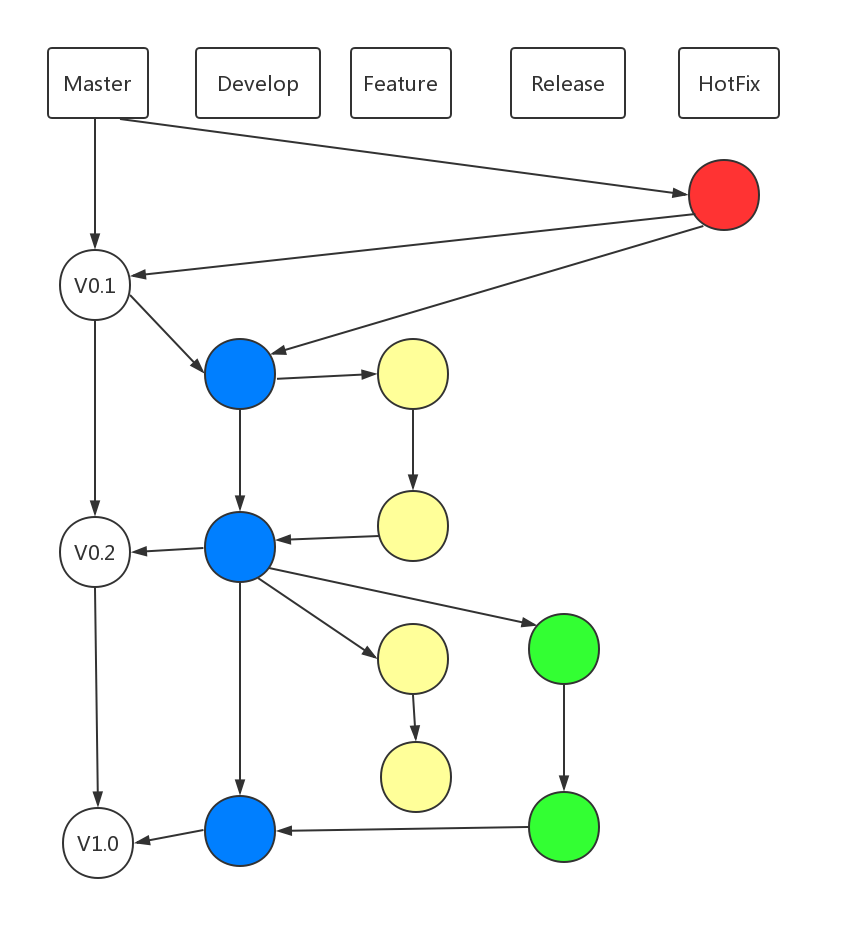 Master
Develop
Feature
Release
HotFix
V0.1
V0.2
V1.0